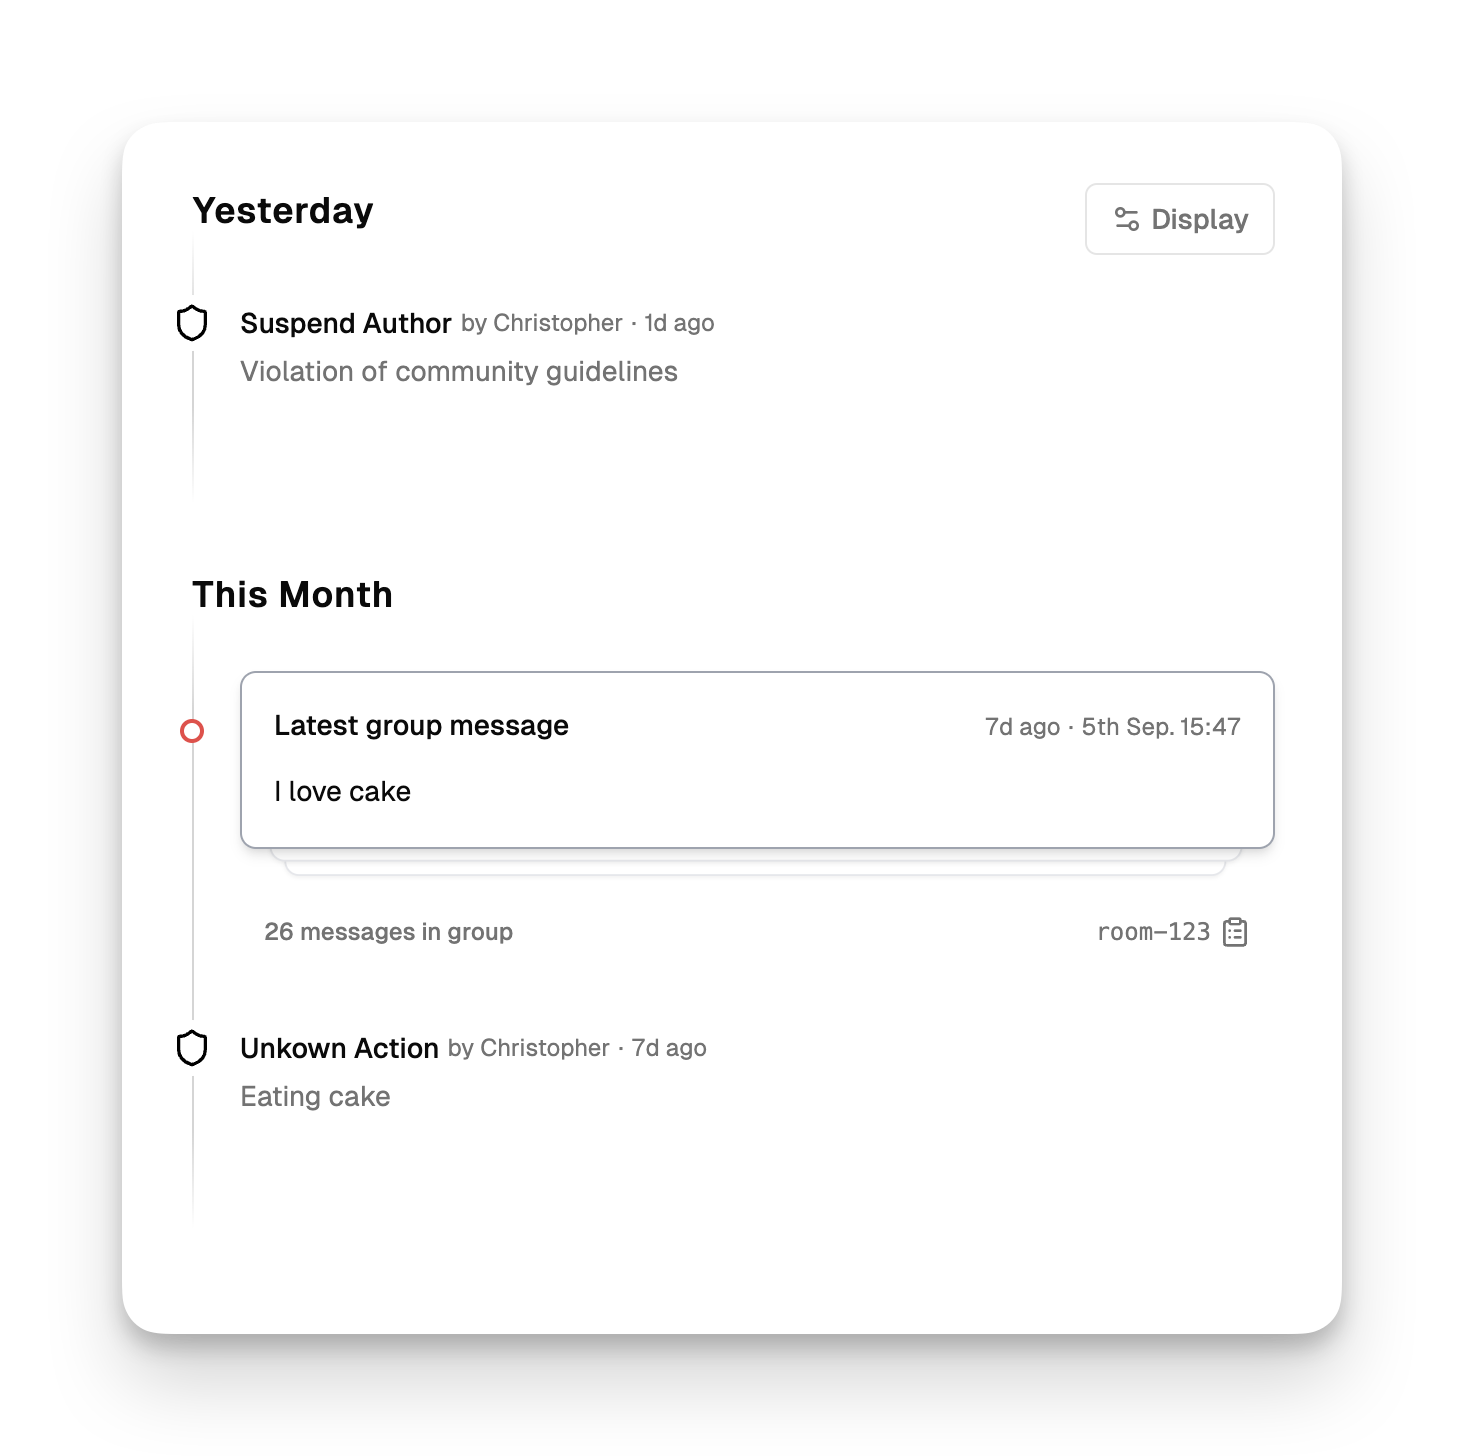 Yesterday
Display
Suspend Author by Christopher · 1d ago
Violation of community guidelines
This Month
Latest group message 7d ago · 5th Sep. 15:47
I love cake
26 messages in group room-123
Unkown Action by Christopher · 7d ago
Eating cake